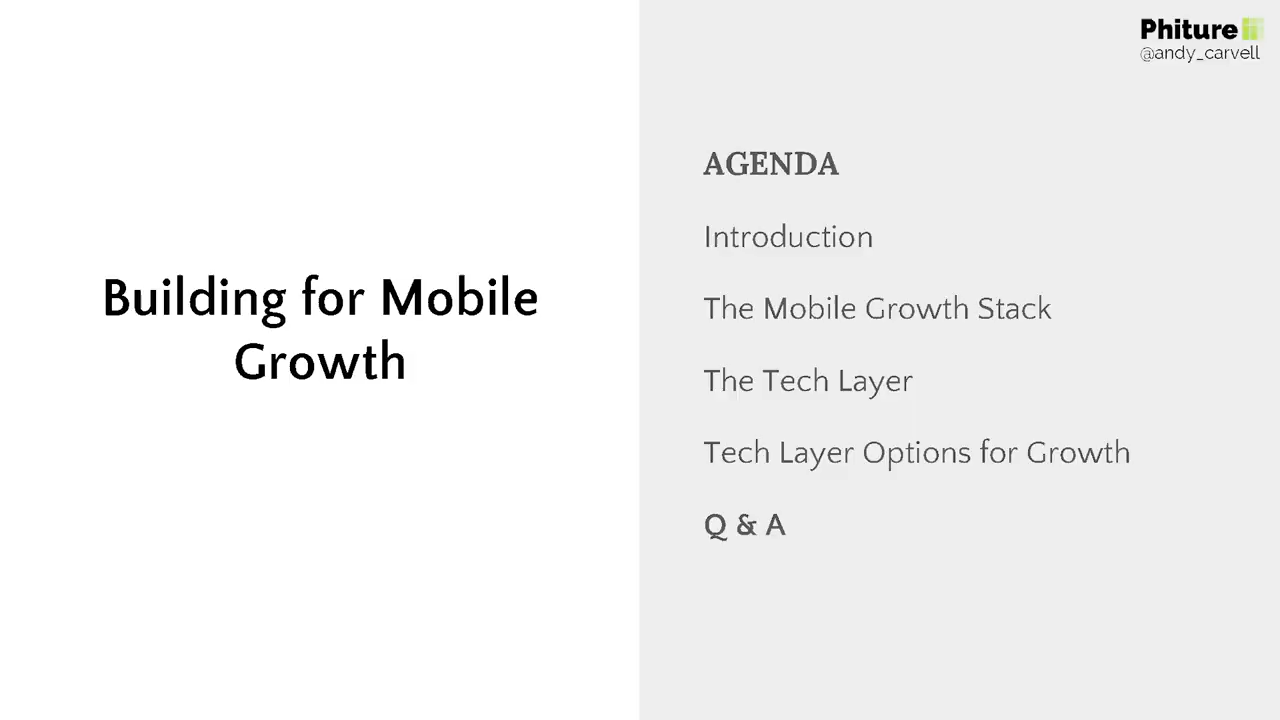 Phiture
@andy_carvell
Building for Mobile
Growth
AGENDA
Introduction
The Mobile Growth Stack
The Tech Layer
Tech Layer Options for Growth
Q & A